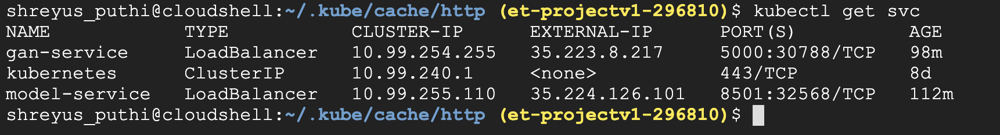 shreyus_puthi@cloudshell:~/.kube/cache/http (et-projectv1-296810)$ kubectl get svc
NAME TYPE CLUSTER-IP EXTERNAL-IP PORT(S) AGE
gan-service LoadBalancer 10.99.254.255 35.223.8.217 5000:30788/TCP 98m
kubernetes ClusterIP 10.99.240.1 <none> 443/TCP 8d
model-service LoadBalancer 10.99.255.110 35.224.126.101 8501:32568/TCP 112m
shreyus_puthi@cloudshell:~/.kube/cache/http (et-projectv1-296810)$